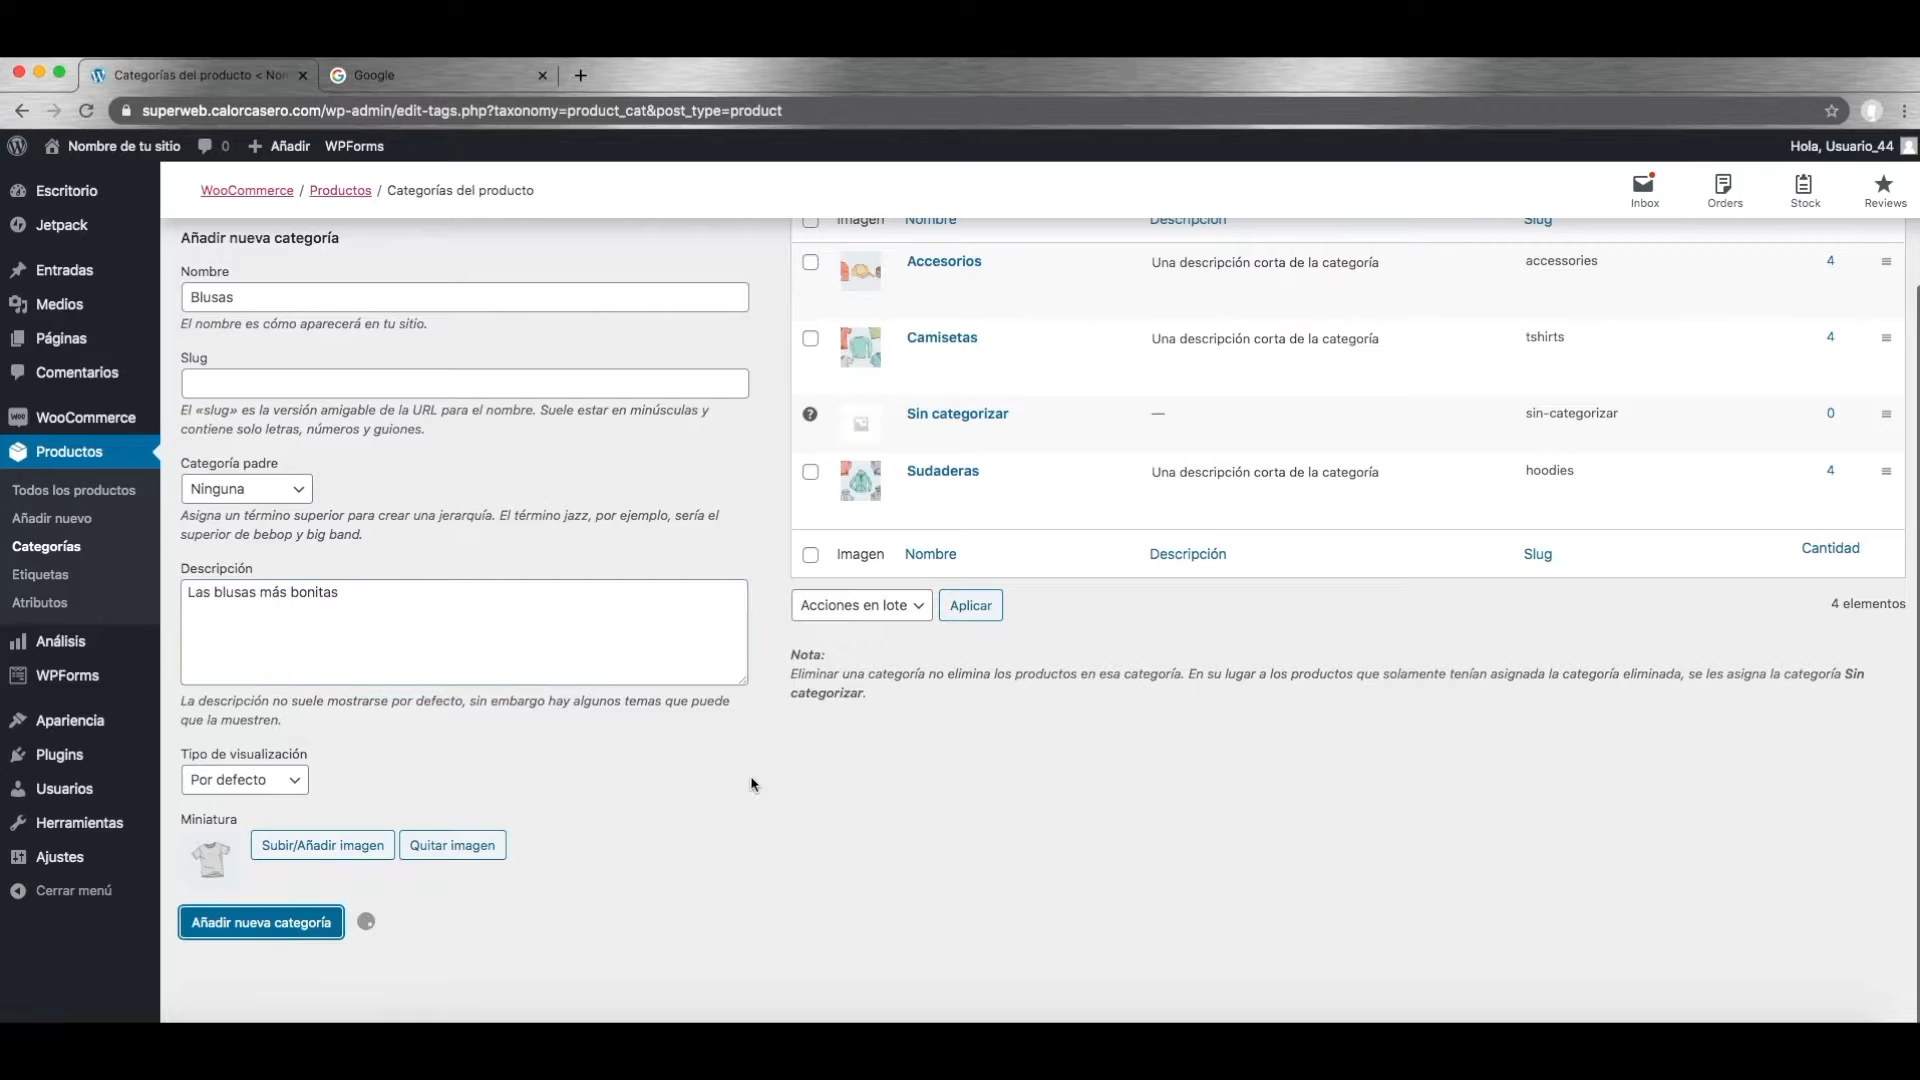 Categorías del producto < Non
Google
superweb.calorcasero.com/wp-admin/edit-tags.php?taxonomy=product_cat&post_type=product
Nombre de tu sitio
0
Añadir
WPForms
Hola, Usuario_44
WooCommerce / Productos / Categorías del producto
Inbox
Orders
Stock
Reviews
Escritorio
Jetpack
Entradas
Medios
Páginas
Comentarios
WooCommerce
Productos
Todos los productos
Añadir nuevo
Categorías
Etiquetas
Atributos
Análisis
WPForms
Apariencia
Plugins
Usuarios
Herramientas
Ajustes
Cerrar menú
Añadir nueva categoría
Nombre
Blusas
El nombre es cómo aparecerá en tu sitio.
Slug
El «slug» es la versión amigable de la URL para el nombre. Suele estar en minúsculas y
contiene solo letras, números y guiones.
Categoría padre
Ninguna
Asigna un término superior para crear una jerarquía. El término jazz, por ejemplo, sería el
superior de bebop y big band.
Descripción
Las blusas más bonitas
La descripción no suele mostrarse por defecto, sin embargo hay algunos temas que puede
que la muestren.
Tipo de visualización
Por defecto
Miniatura
Subir/Añadir imagen
Quitar imagen
Añadir nueva categoría
Imagen Nombre Descripción Slug
Accesorios Una descripción corta de la categoría accessories 4
Camisetas Una descripción corta de la categoría tshirts 4
Sin categorizar — sin-categorizar 0
Sudaderas Una descripción corta de la categoría hoodies 4
Imagen Nombre Descripción Slug Cantidad
Acciones en lote
Aplicar
4 elementos
Nota:
Eliminar una categoría no elimina los productos en esa categoría. En su lugar a los productos que solamente tenían asignada la categoría eliminada, se les asigna la categoría Sin
categorizar.